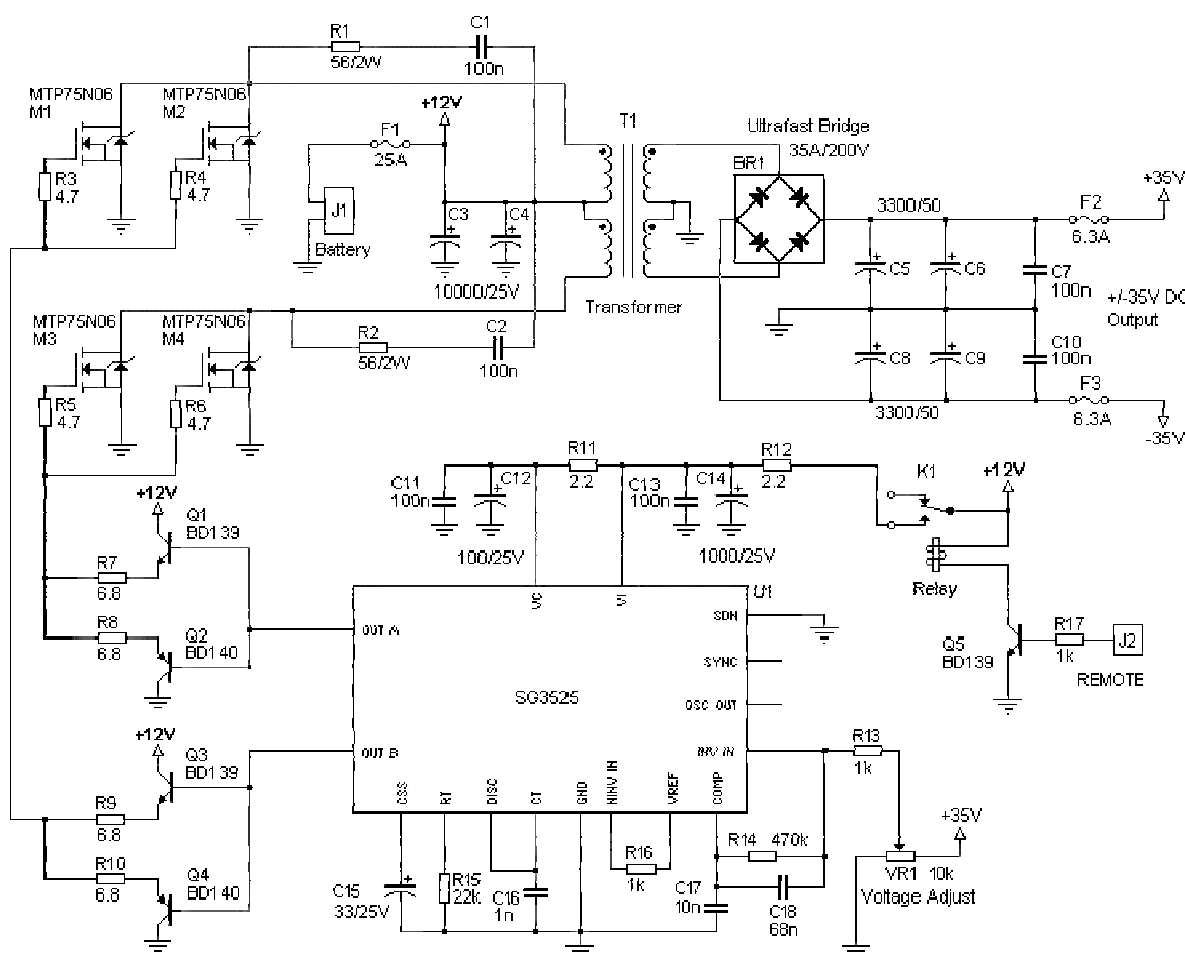 R1
56/2W
C1
100n
MTP75N06
M1
MTP75N06
M2
+12V
F1
25A
T1
Ultrafast Bridge
35A/200V
BR1
R3
4.7
R4
4.7
J1
Battery
C3
C4
10000/25V
Transformer
3300/50
C5
C6
C7
100n
F2
6.3A
+35V
+/-35V DC
Output
C8
C9
C10
100n
3300/50
F3
6.3A
-35V
MTP75N06
M3
MTP75N06
M4
R2
56/2W
C2
100n
R5
4.7
R6
4.7
C11
100n
C12
100/25V
R11
2.2
C13
100n
C14
1000/25V
R12
2.2
K1
+12V
Relay
+12V
Q1
BD139
R7
6.8
R8
6.8
Q2
BD140
U1
VC
VI
OUT A
OUT B
SG3525
SDN
SYNC
OSC OUT
INV IN
CSS
RT
DISC
CT
GND
NINV IN
VREF
COMP
Q5
BD139
R17
1k
J2
REMOTE
+12V
Q3
BD139
R9
6.8
R10
6.8
Q4
BD140
R13
1k
+35V
VR1 10k
Voltage Adjust
R14 470k
C15
33/25V
R15
22k
C16
1n
R16
1k
C17
10n
C18
68n